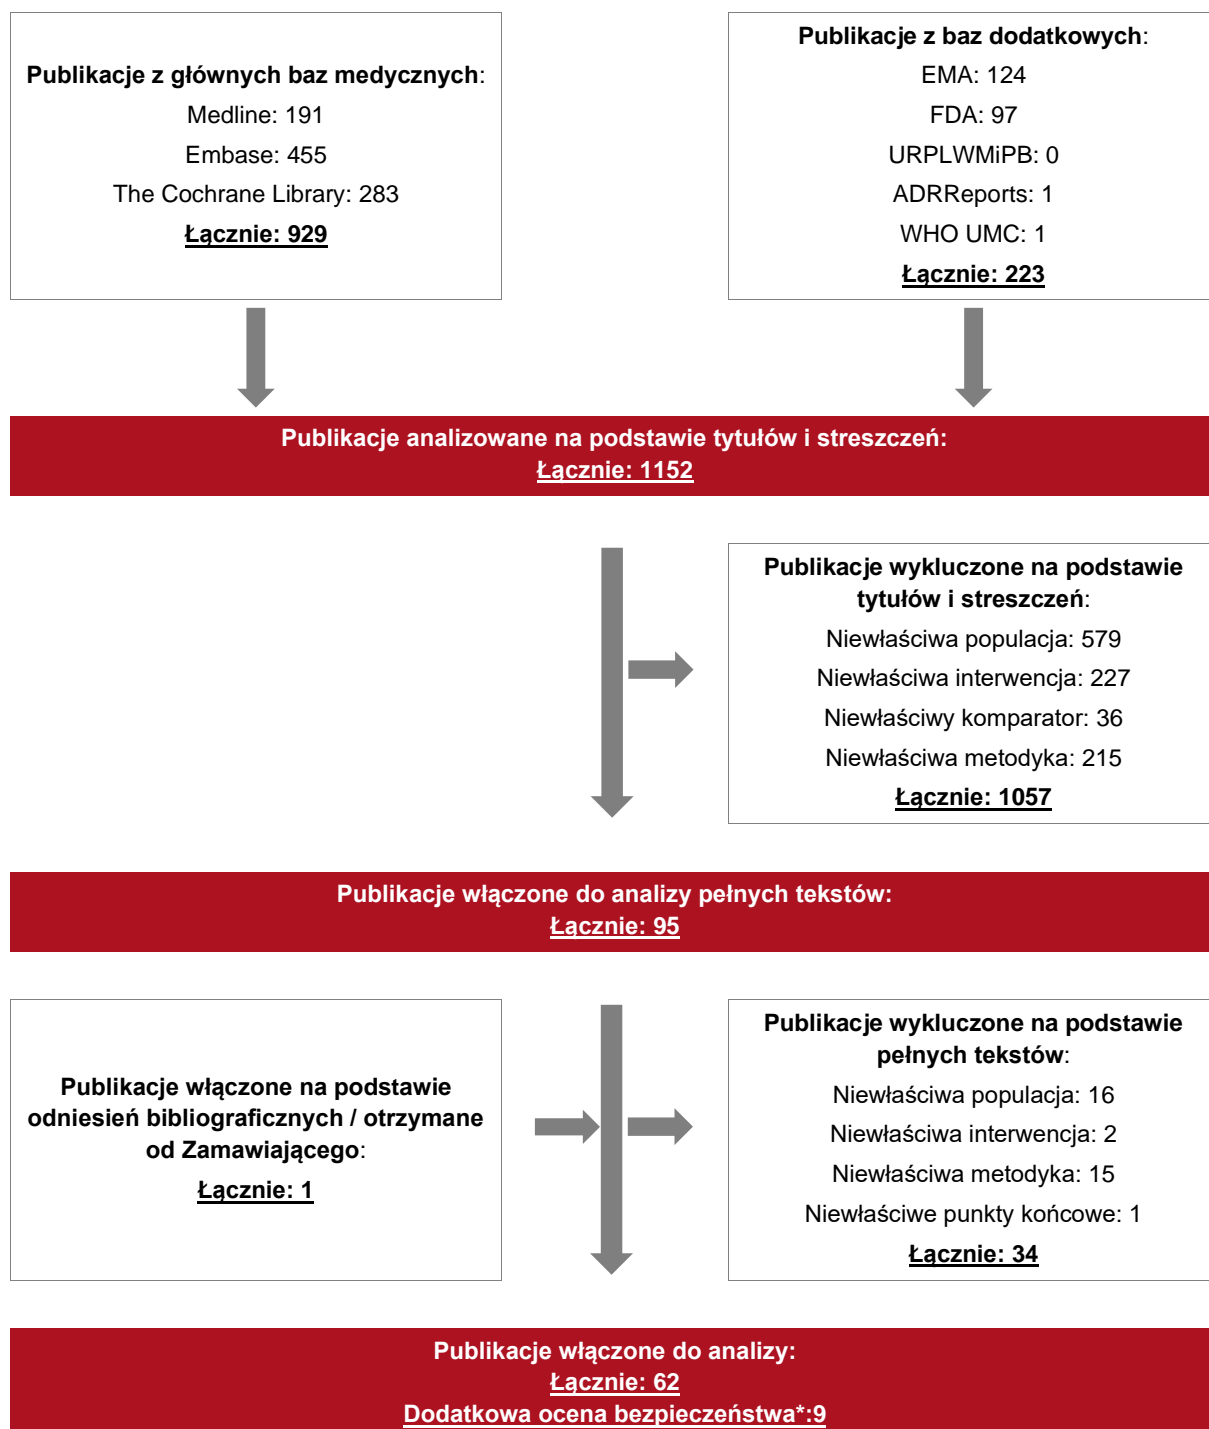 Publikacje z głównych baz medycznych:
Medline: 191
Embase: 455
The Cochrane Library: 283
Łącznie: 929
Publikacje z baz dodatkowych:
EMA: 124
FDA: 97
URPLWMiPB: 0
ADRReports: 1
WHO UMC: 1
Łącznie: 223
Publikacje analizowane na podstawie tytułów i streszczeń:
Łącznie: 1152
Publikacje wykluczone na podstawie
tytułów i streszczeń:
Niewłaściwa populacja: 579
Niewłaściwa interwencja: 227
Niewłaściwy komparator: 36
Niewłaściwa metodyka: 215
Łącznie: 1057
Publikacje włączone do analizy pełnych tekstów:
Łącznie: 95
Publikacje włączone na podstawie
odniesień bibliograficznych / otrzymane
od Zamawiającego:
Łącznie: 1
Publikacje wykluczone na podstawie
pełnych tekstów:
Niewłaściwa populacja: 16
Niewłaściwa interwencja: 2
Niewłaściwa metodyka: 15
Niewłaściwe punkty końcowe: 1
Łącznie: 34
Publikacje włączone do analizy:
Łącznie: 62
Dodatkowa ocena bezpieczeństwa*:9